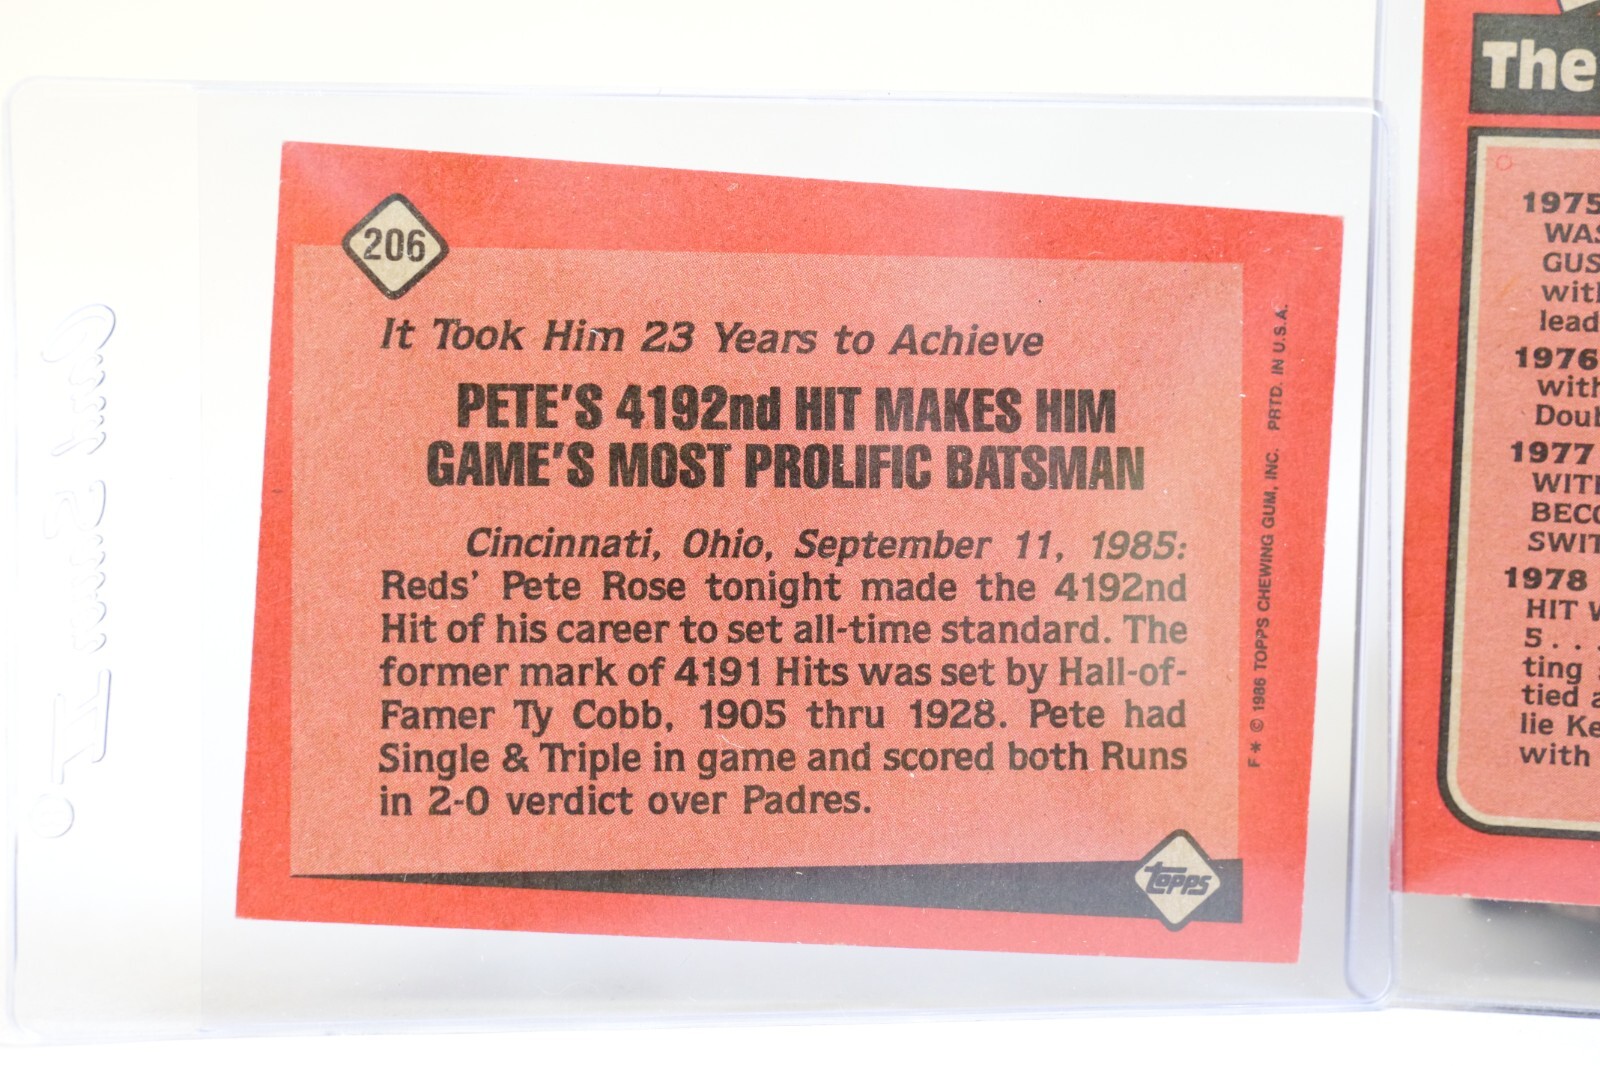 206
It Took Him 23 Years to Achieve
PETE'S 4192nd HIT MAKES HIM
GAME'S MOST PROLIFIC BATSMAN
Cincinnati, Ohio, September 11, 1985:
Reds' Pete Rose tonight made the 4192nd
Hit of his career to set all-time standard. The
former mark of 4191 Hits was set by Hall-of-
Famer Ty Cobb, 1905 thru 1928. Pete had
Single & Triple in game and scored both Runs
in 2-0 verdict over Padres.
topps
F * © 1986 TOPPS CHEWING GUM, INC. PRTD. IN U.S.A.
The
1975
WAS
GUS
with
lead
1976
with
Doub
1977
WITH
BECO
SWIT
1978
HIT W
5...
ting
tied a
lie Ke
with